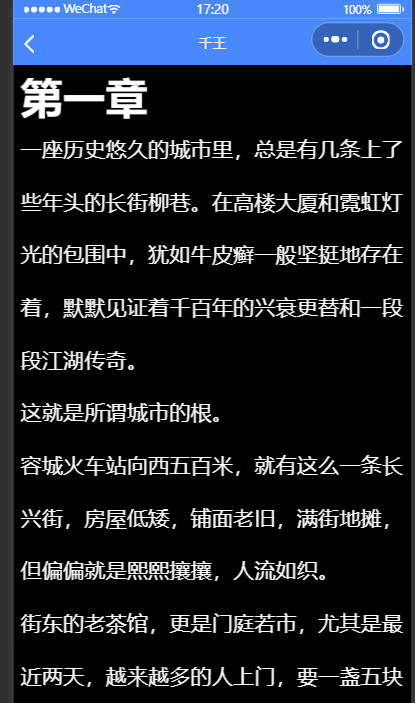 WeChat 17:20 100%
千王
第一章
一座历史悠久的城市里，总是有几条上了
些年头的长街柳巷。在高楼大厦和霓虹灯
光的包围中，犹如牛皮癣一般坚挺地存在
着，默默见证着千百年的兴衰更替和一段
段江湖传奇。
这就是所谓城市的根。
容城火车站向西五百米，就有这么一条长
兴街，房屋低矮，铺面老旧，满街地摊，
但偏偏就是熙熙攘攘，人流如织。
街东的老茶馆，更是门庭若市，尤其是最
近两天，越来越多的人上门，要一盏五块